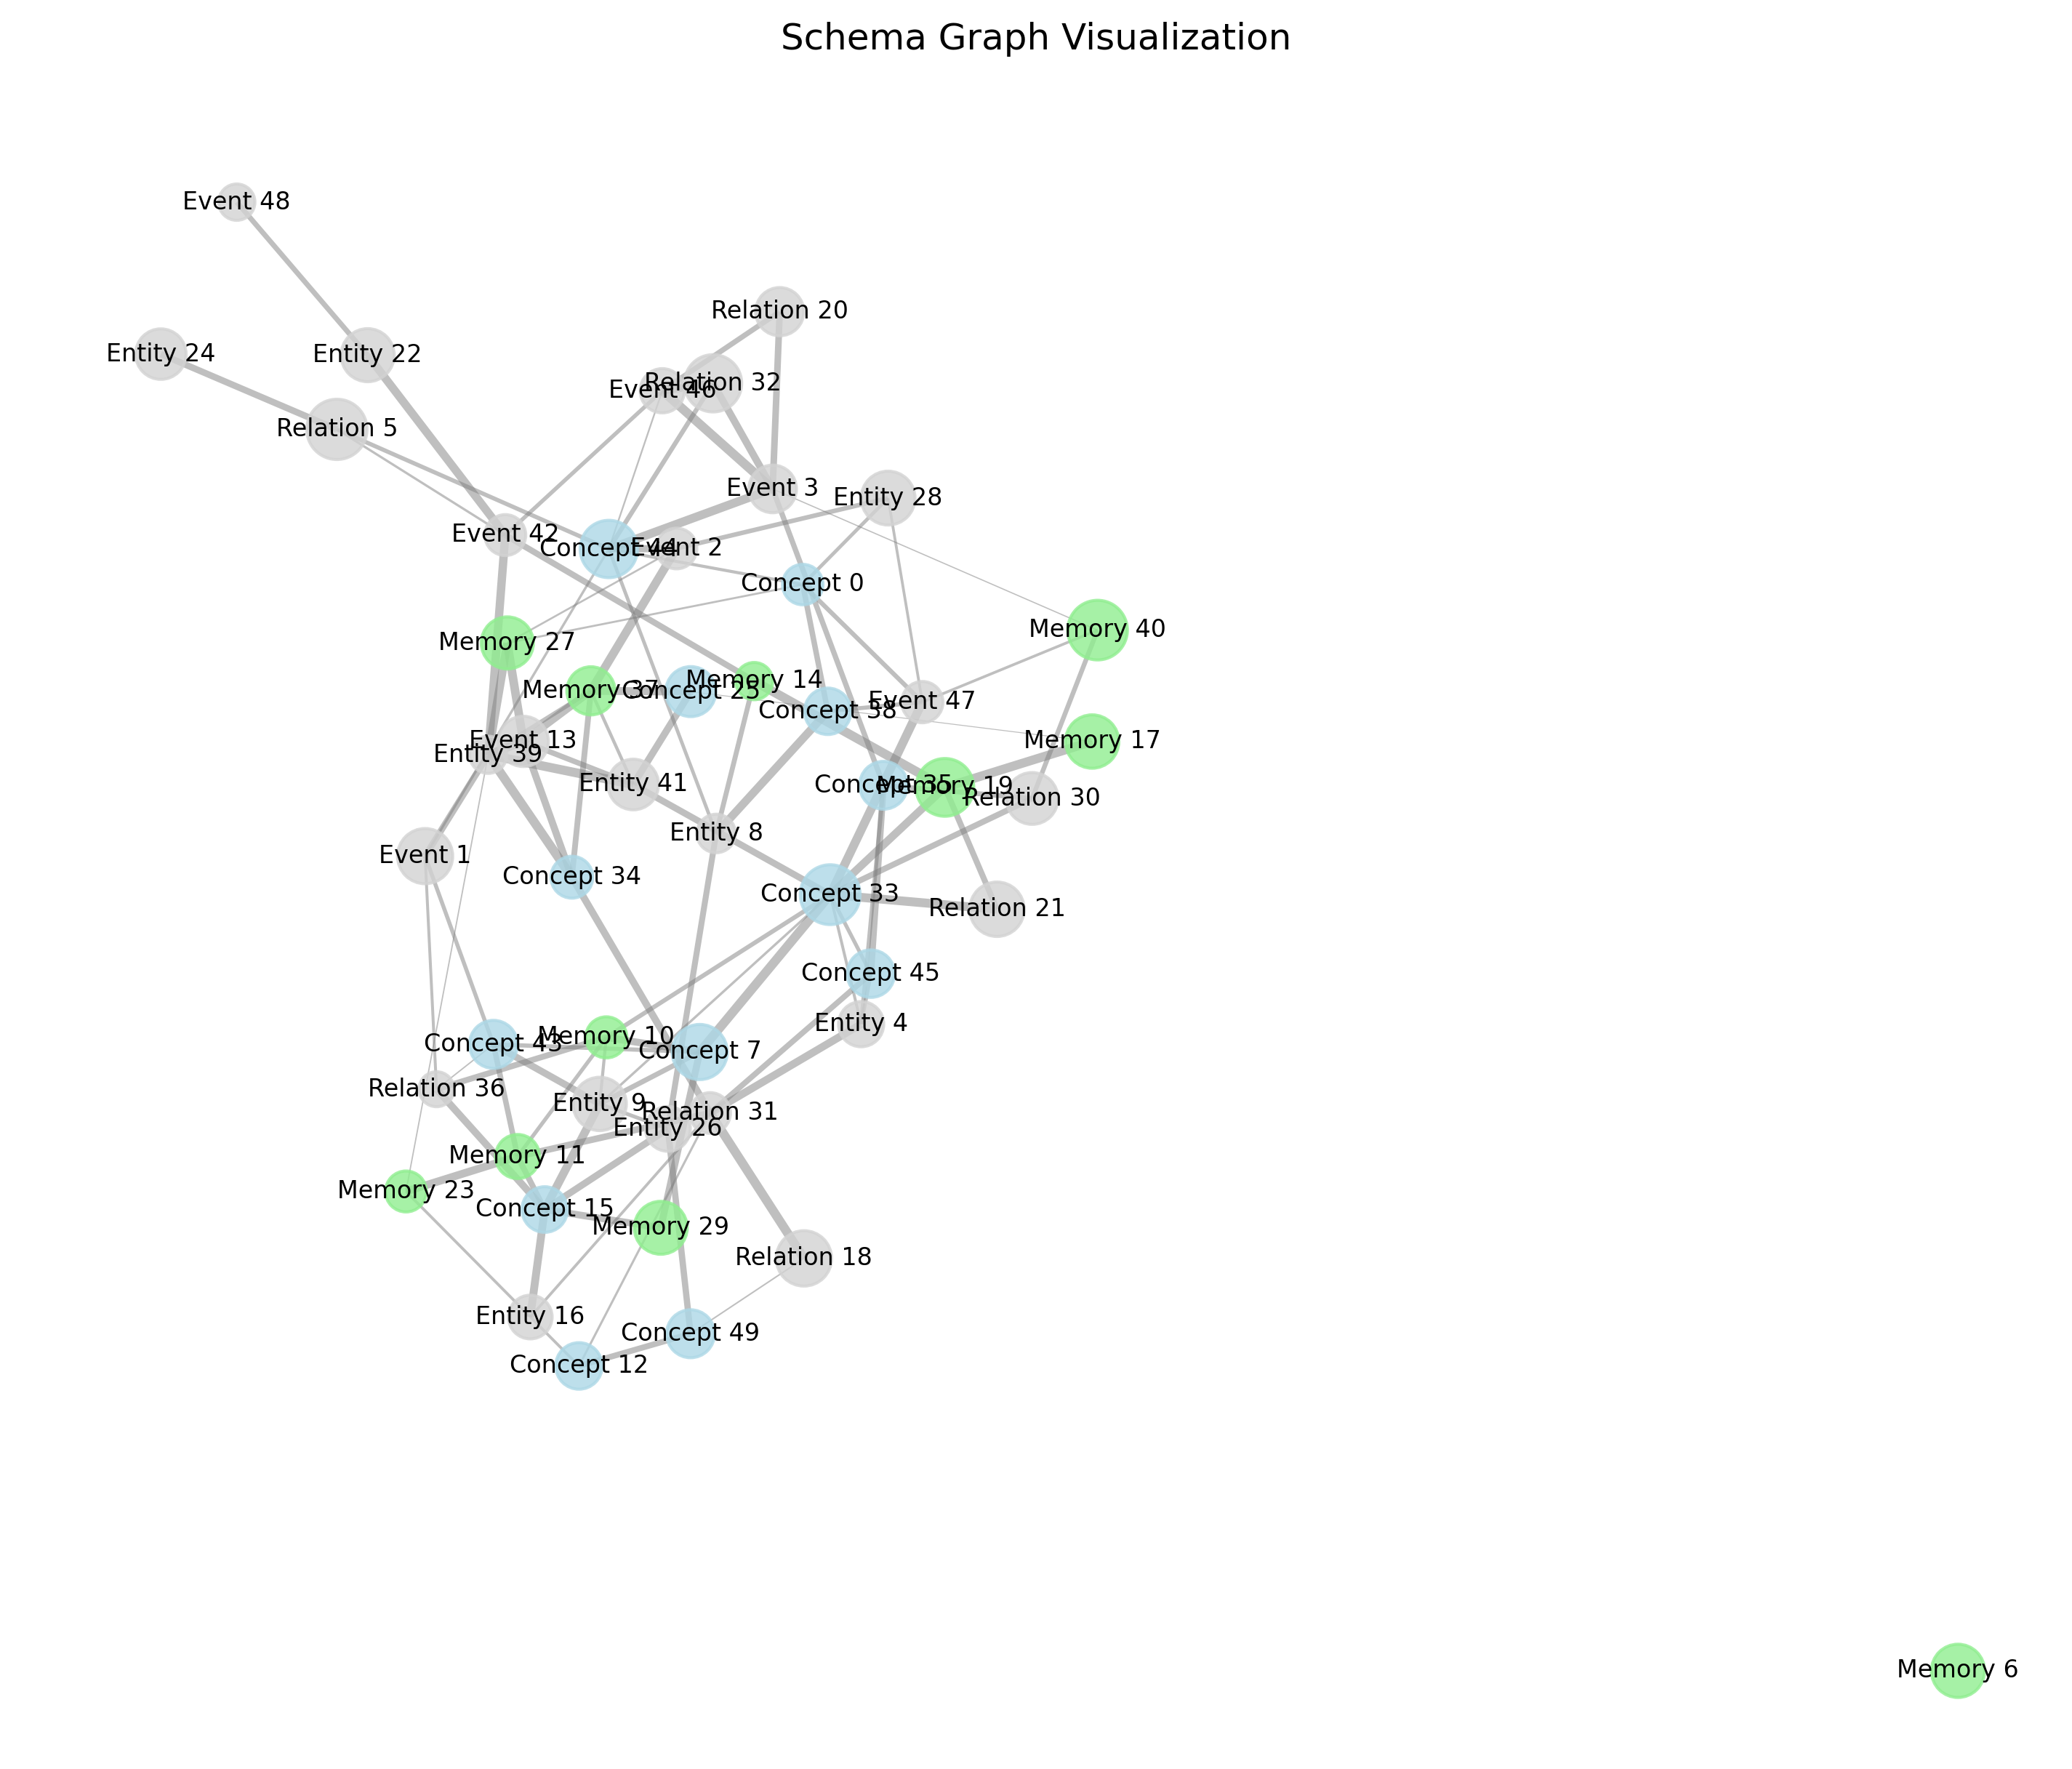 Schema Graph Visualization
Event 48
Relation 20
Entity 24
Entity 22
Relation 32
Event 46
Relation 5
Event 3
Entity 28
Event 42
Concept 44
Event 2
Concept 0
Memory 40
Memory 27
Memory 14
Memory 37
Concept 25
Event 47
Concept 38
Event 13
Memory 17
Entity 39
Entity 41
Concept 35
Memory 19
Relation 30
Entity 8
Event 1
Concept 34
Concept 33
Relation 21
Concept 45
Entity 4
Memory 10
Concept 43
Concept 7
Relation 36
Entity 9
Relation 31
Entity 26
Memory 11
Memory 23
Concept 15
Memory 29
Relation 18
Entity 16
Concept 49
Concept 12
Memory 6